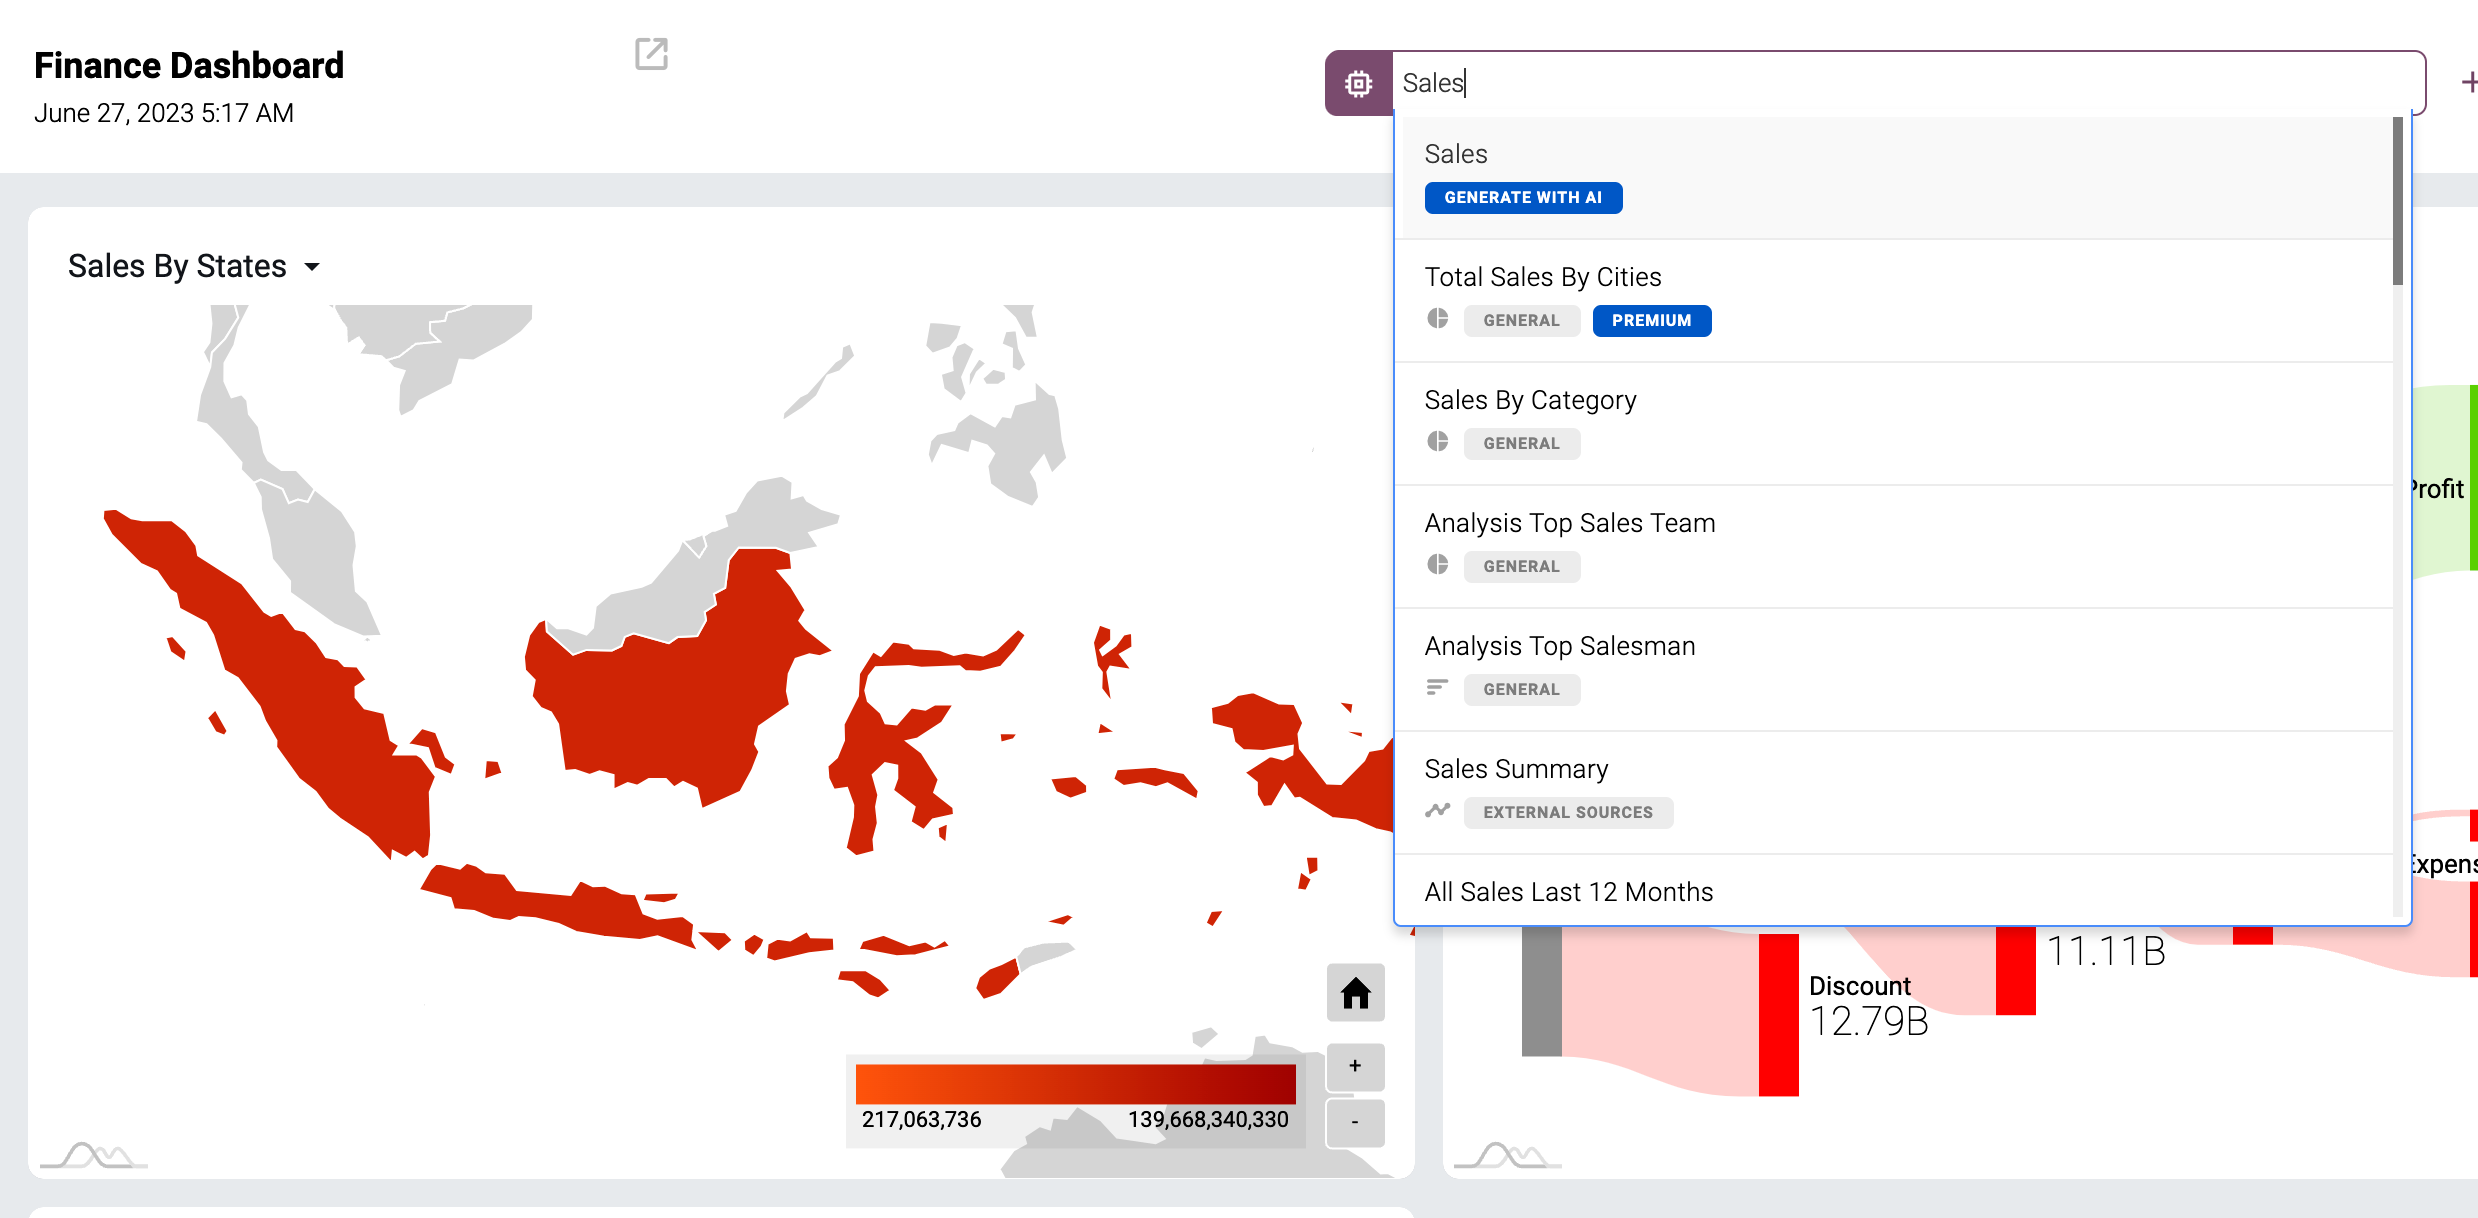 Finance Dashboard
June 27, 2023 5:17 AM
Sales
Sales
GENERATE WITH AI
Total Sales By Cities
GENERAL PREMIUM
Sales By Category
GENERAL
Analysis Top Sales Team
GENERAL
Analysis Top Salesman
GENERAL
Sales Summary
EXTERNAL SOURCES
All Sales Last 12 Months
Sales By States
217,063,736 139,668,340,330
+
-
Profit
Expens
11.11B
Discount
12.79B